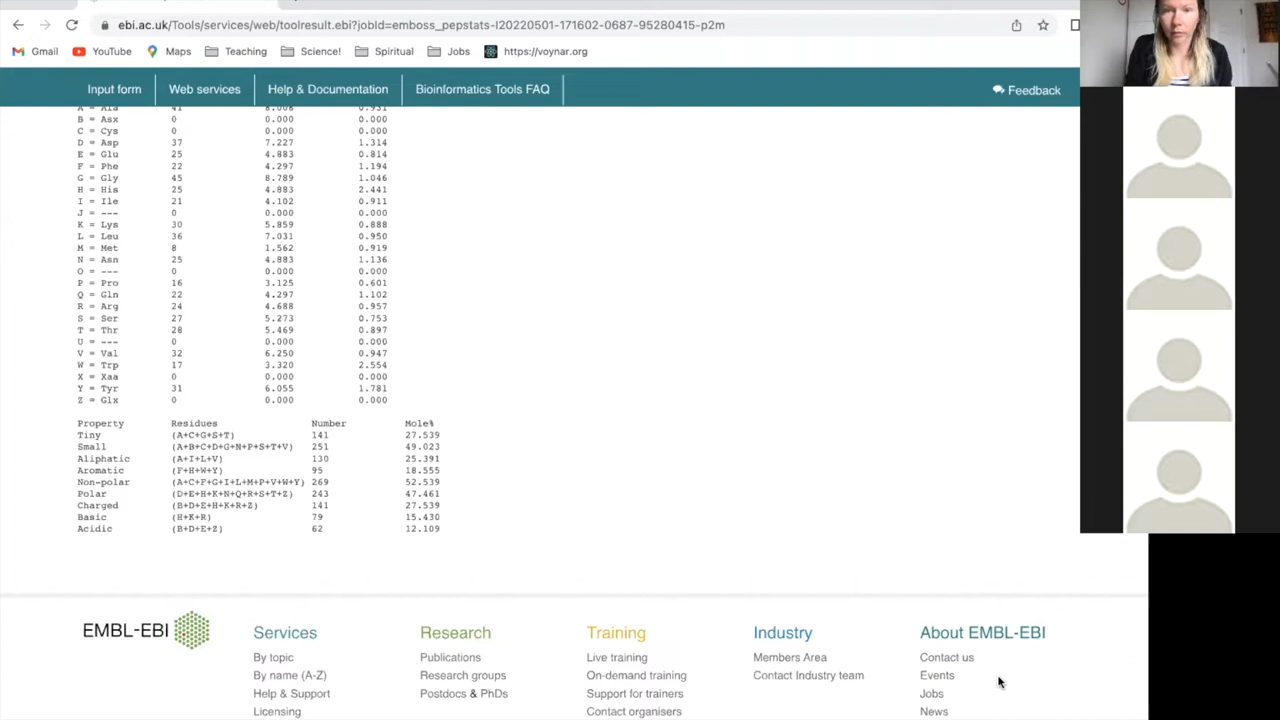 ebi.ac.uk/Tools/services/web/toolresult.ebi?jobId=emboss_pepstats-I20220501-171602-0687-95280415-p2m
Gmail YouTube Maps Teaching Science! Spiritual Jobs https://voynar.org
Input form Web services Help & Documentation Bioinformatics Tools FAQ Feedback
A = Ala 41 8.008 0.931
B = Asx 0 0.000 0.000
C = Cys 0 0.000 0.000
D = Asp 37 7.227 1.314
E = Glu 25 4.883 0.814
F = Phe 22 4.297 1.194
G = Gly 45 8.789 1.046
H = His 25 4.883 2.441
I = Ile 21 4.102 0.911
J = --- 0 0.000 0.000
K = Lys 30 5.859 0.888
L = Leu 36 7.031 0.950
M = Met 8 1.562 0.919
N = Asn 25 4.883 1.136
O = --- 0 0.000 0.000
P = Pro 16 3.125 0.601
Q = Gln 22 4.297 1.102
R = Arg 24 4.688 0.957
S = Ser 27 5.273 0.753
T = Thr 28 5.469 0.897
U = --- 0 0.000 0.000
V = Val 32 6.250 0.947
W = Trp 17 3.320 2.554
X = Xaa 0 0.000 0.000
Y = Tyr 31 6.055 1.781
Z = Glx 0 0.000 0.000
Property Residues Number Mole%
Tiny (A+C+G+S+T) 141 27.539
Small (A+B+C+D+G+N+P+S+T+V) 251 49.023
Aliphatic (A+I+L+V) 130 25.391
Aromatic (F+H+W+Y) 95 18.555
Non-polar (A+C+F+G+I+L+M+P+V+W+Y) 269 52.539
Polar (D+E+H+K+N+Q+R+S+T+Z) 243 47.461
Charged (B+D+E+H+K+R+Z) 141 27.539
Basic (H+K+R) 79 15.430
Acidic (B+D+E+Z) 62 12.109
EMBL-EBI
Services Research Training Industry About EMBL-EBI
By topic Publications Live training Members Area Contact us
By name (A-Z) Research groups On-demand training Contact Industry team Events
Help & Support Postdocs & PhDs Support for trainers Jobs
Licensing Contact organisers News